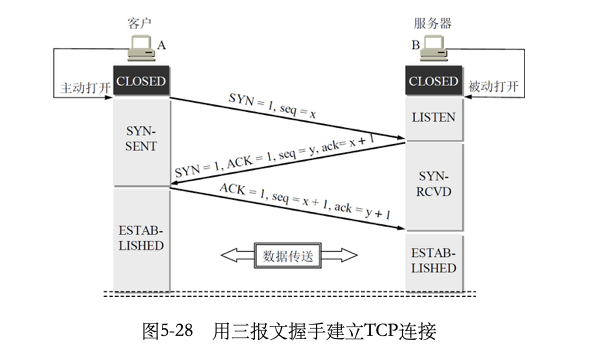 客户
服务器
A
B
主动打开
CLOSED
CLOSED
被动打开
SYN = 1, seq = x
LISTEN
SYN-
SENT
SYN = 1, ACK = 1, seq = y, ack= x + 1
SYN-
RCVD
ACK = 1, seq = x + 1, ack = y + 1
ESTAB-
LISHED
数据传送
ESTAB-
LISHED
图5-28 用三报文握手建立TCP连接